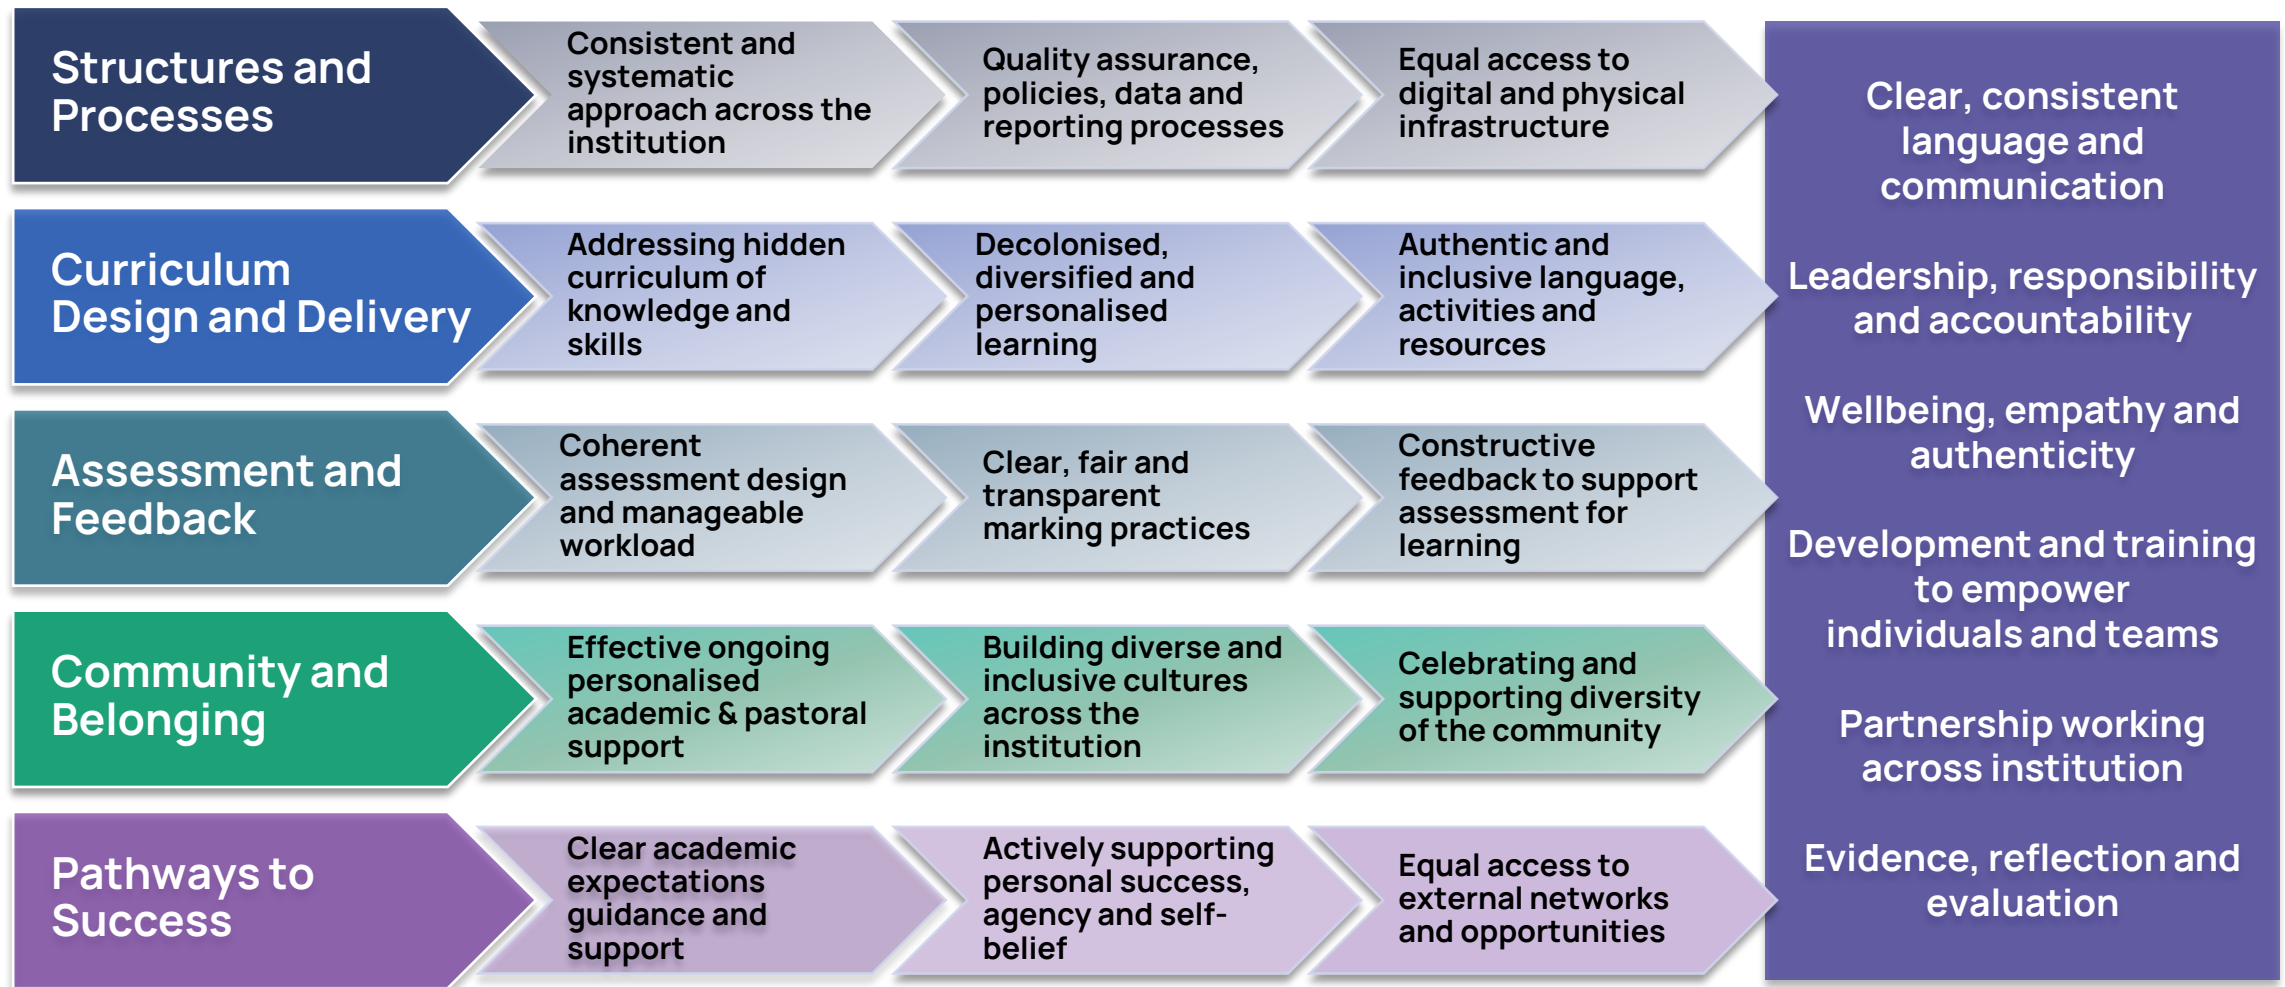 Structures and
Processes
Consistent and
systematic
approach across the
institution
Quality assurance,
policies, data and
reporting processes
Equal access to
digital and physical
infrastructure
Curriculum
Design and Delivery
Addressing hidden
curriculum of
knowledge and
skills
Decolonised,
diversified and
personalised
learning
Authentic and
inclusive language,
activities and
resources
Assessment and
Feedback
Coherent
assessment design
and manageable
workload
Clear, fair and
transparent
marking practices
Constructive
feedback to support
assessment for
learning
Community and
Belonging
Effective ongoing
personalised
academic & pastoral
support
Building diverse and
inclusive cultures
across the
institution
Celebrating and
supporting diversity
of the community
Pathways to
Success
Clear academic
expectations
guidance and
support
Actively supporting
personal success,
agency and self-
belief
Equal access to
external networks
and opportunities
Clear, consistent
language and
communication
Leadership, responsibility
and accountability
Wellbeing, empathy and
authenticity
Development and training
to empower
individuals and teams
Partnership working
across institution
Evidence, reflection and
evaluation